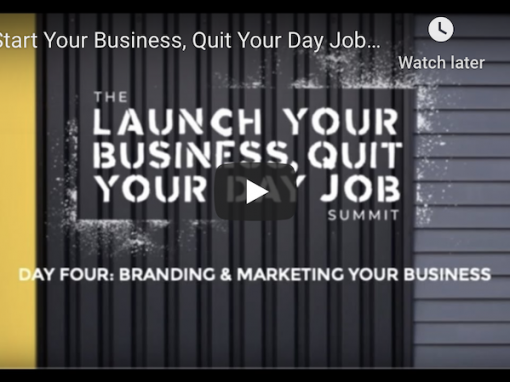 Start Your Business, Quit Your Day Job...
Watch later
THE
LAUNCH YOUR
BUSINESS, QUIT
YOUR DAY JOB
SUMMIT
DAY FOUR: BRANDING & MARKETING YOUR BUSINESS